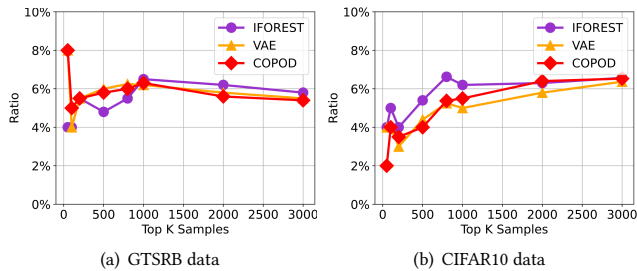 10%
8%
6%
4%
2%
0%
Ratio
IFOREST
VAE
COPOD
0 500 1000 1500 2000 2500 3000
Top K Samples
(a) GTSRB data
10%
8%
6%
4%
2%
0%
Ratio
IFOREST
VAE
COPOD
0 500 1000 1500 2000 2500 3000
Top K Samples
(b) CIFAR10 data